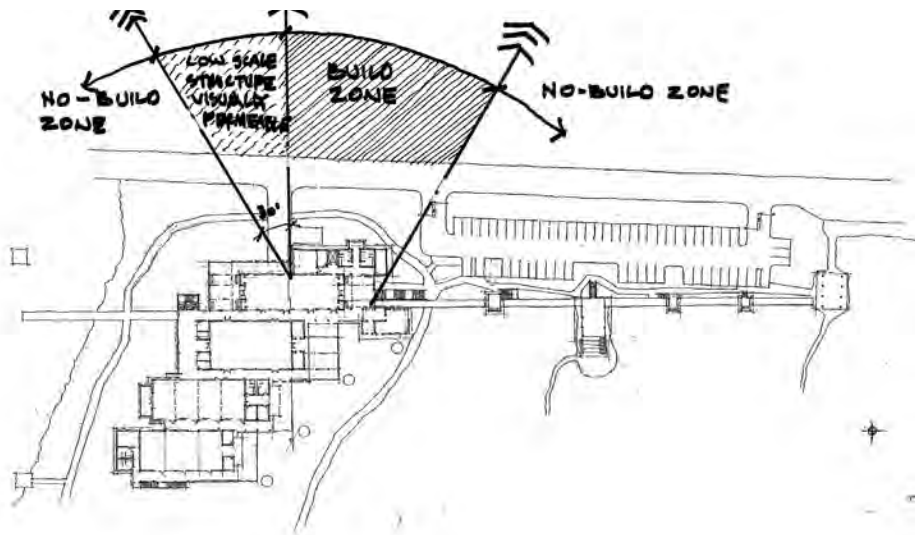 LOW SCALE
STRUCTURE
VISUALLY
PERMEABLE
BUILD
ZONE
NO-BUILD
ZONE
NO-BUILD ZONE
30°